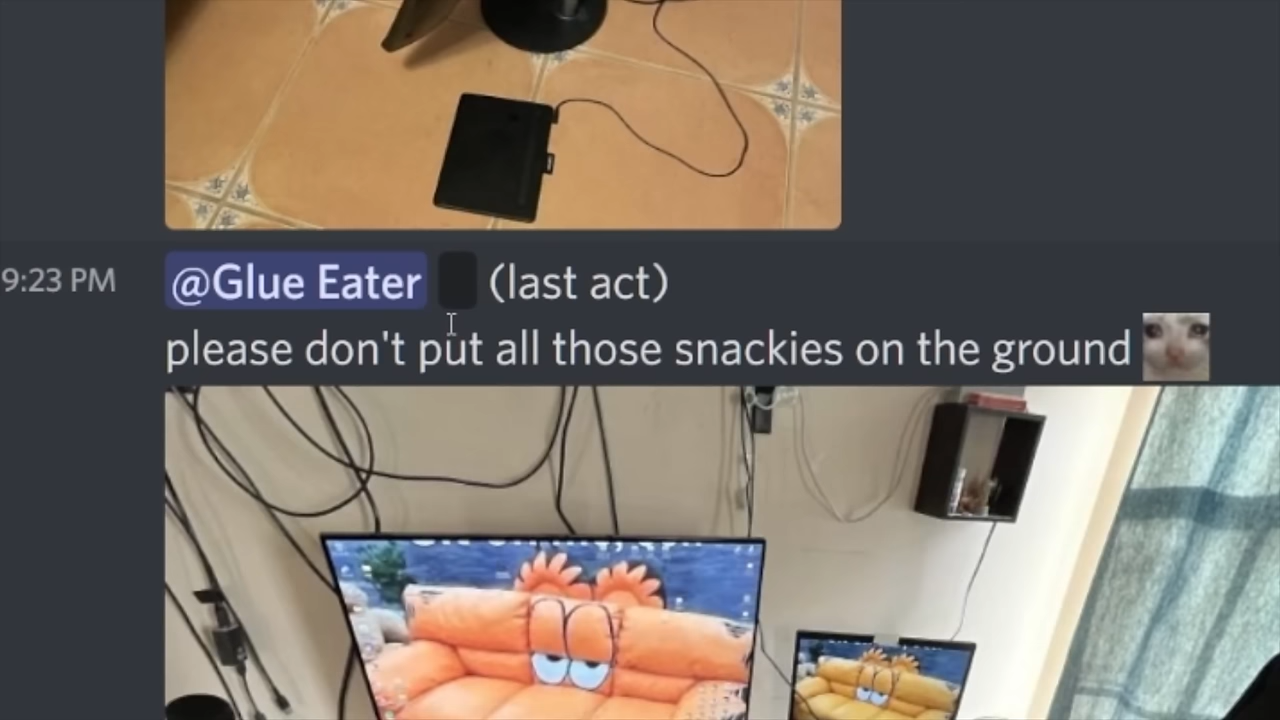 9:23 PM @Glue Eater (last act)
please don't put all those snackies on the ground